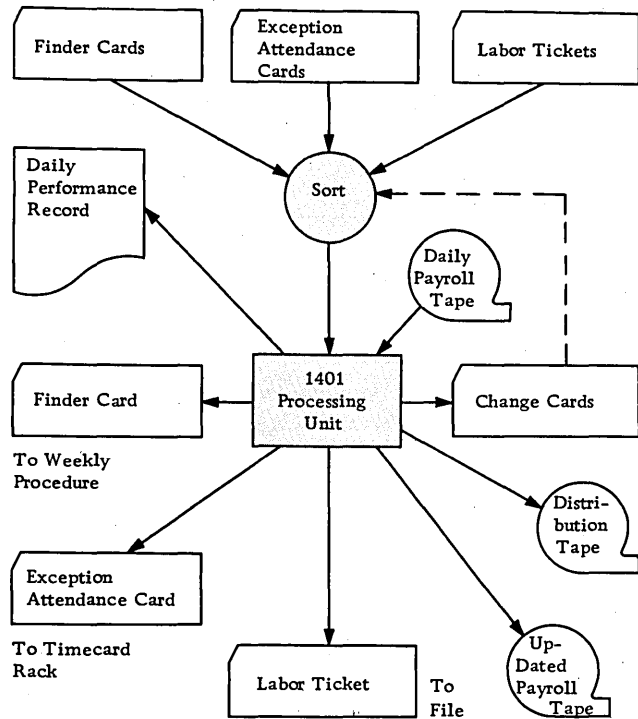 Finder Cards
Exception
Attendance
Cards
Labor Tickets
Daily
Performance
Record
Sort
Daily
Payroll
Tape
Finder Card
1401
Processing
Unit
Change Cards
To Weekly
Procedure
Distri-
bution
Tape
Exception
Attendance Card
To Timecard
Rack
Labor Ticket
To
File
Up-
Dated
Payroll
Tape